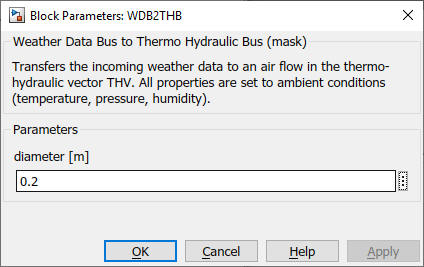 Block Parameters: WDB2THB
Weather Data Bus to Thermo Hydraulic Bus (mask)
Transfers the incoming weather data to an air flow in the thermo-
hydraulic vector THV. All properties are set to ambient conditions
(temperature, pressure, humidity).
Parameters
diameter [m]
0.2
OK Cancel Help Apply